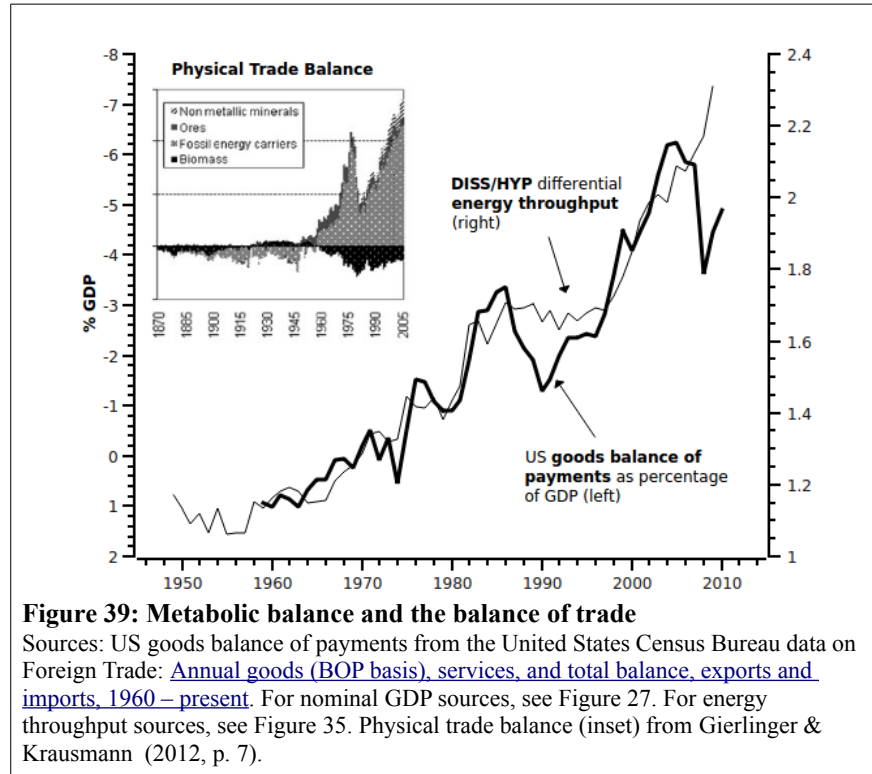 -8
-7
-6
-5
-4
-3
-2
-1
0
1
2
% GDP
2.4
2.2
2
1.8
1.6
1.4
1.2
1
Physical Trade Balance
Non metallic minerals
Ores
Fossil energy carriers
Biomass
1870
1885
1900
1915
1930
1945
1960
1975
1990
2005
DISS/HYP differential
energy throughput
(right)
US goods balance of
payments as percentage
of GDP (left)
1950
1960
1970
1980
1990
2000
2010
Figure 39: Metabolic balance and the balance of trade
Sources: US goods balance of payments from the United States Census Bureau data on
Foreign Trade: Annual goods (BOP basis), services, and total balance, exports and
imports, 1960 – present. For nominal GDP sources, see Figure 27. For energy
throughput sources, see Figure 35. Physical trade balance (inset) from Gierlinger &
Krausmann (2012, p. 7).